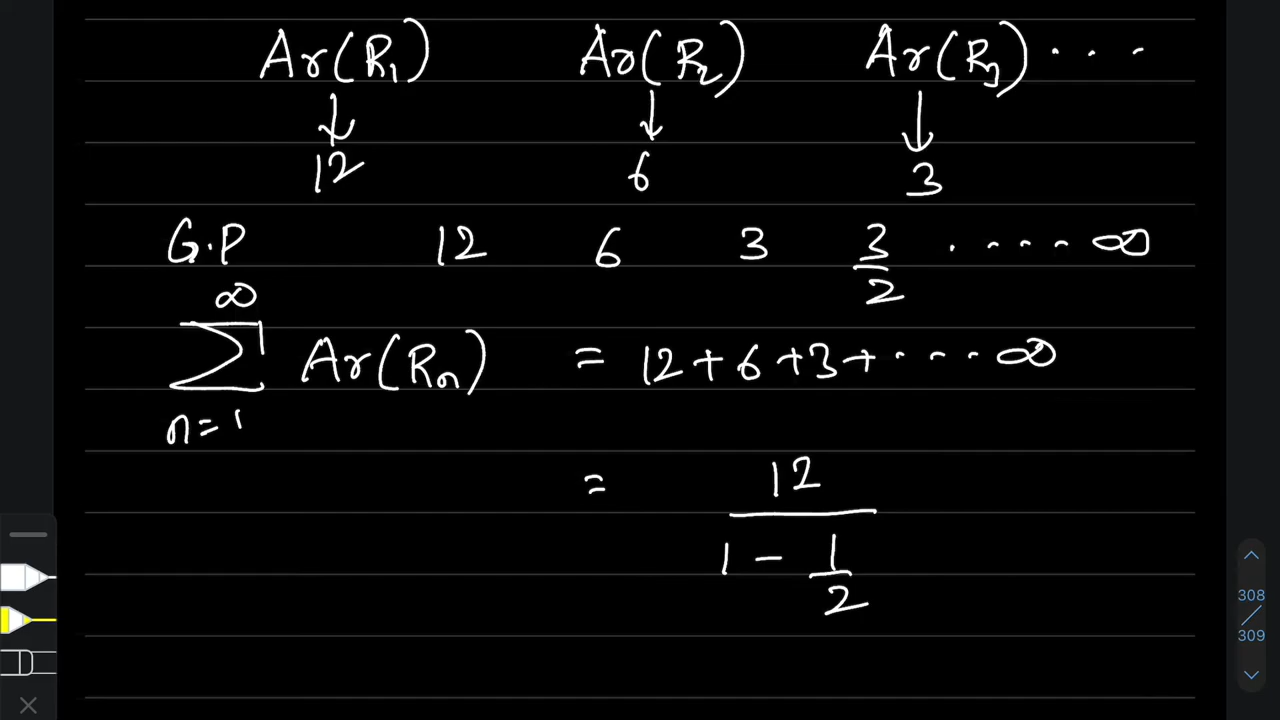 Ar(R₁) Ar(R₂) Ar(R₃) · · ·
↓ ↓ ↓
12 6 3
G.P 12 6 3 3/2 · · · · · ∞
∞
∑ Ar(Rₙ) = 12 + 6 + 3 + · · · · ∞
n = 1
= 12
1 − 1/2
308
309